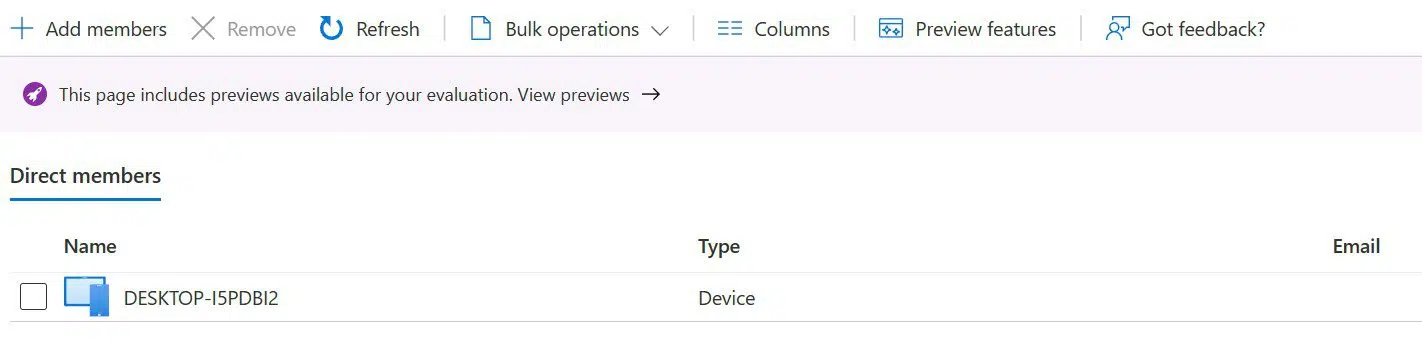 Add members Remove Refresh Bulk operations Columns Preview features Got feedback?
This page includes previews available for your evaluation. View previews →
Direct members
Name Type Email
DESKTOP-I5PDBI2 Device